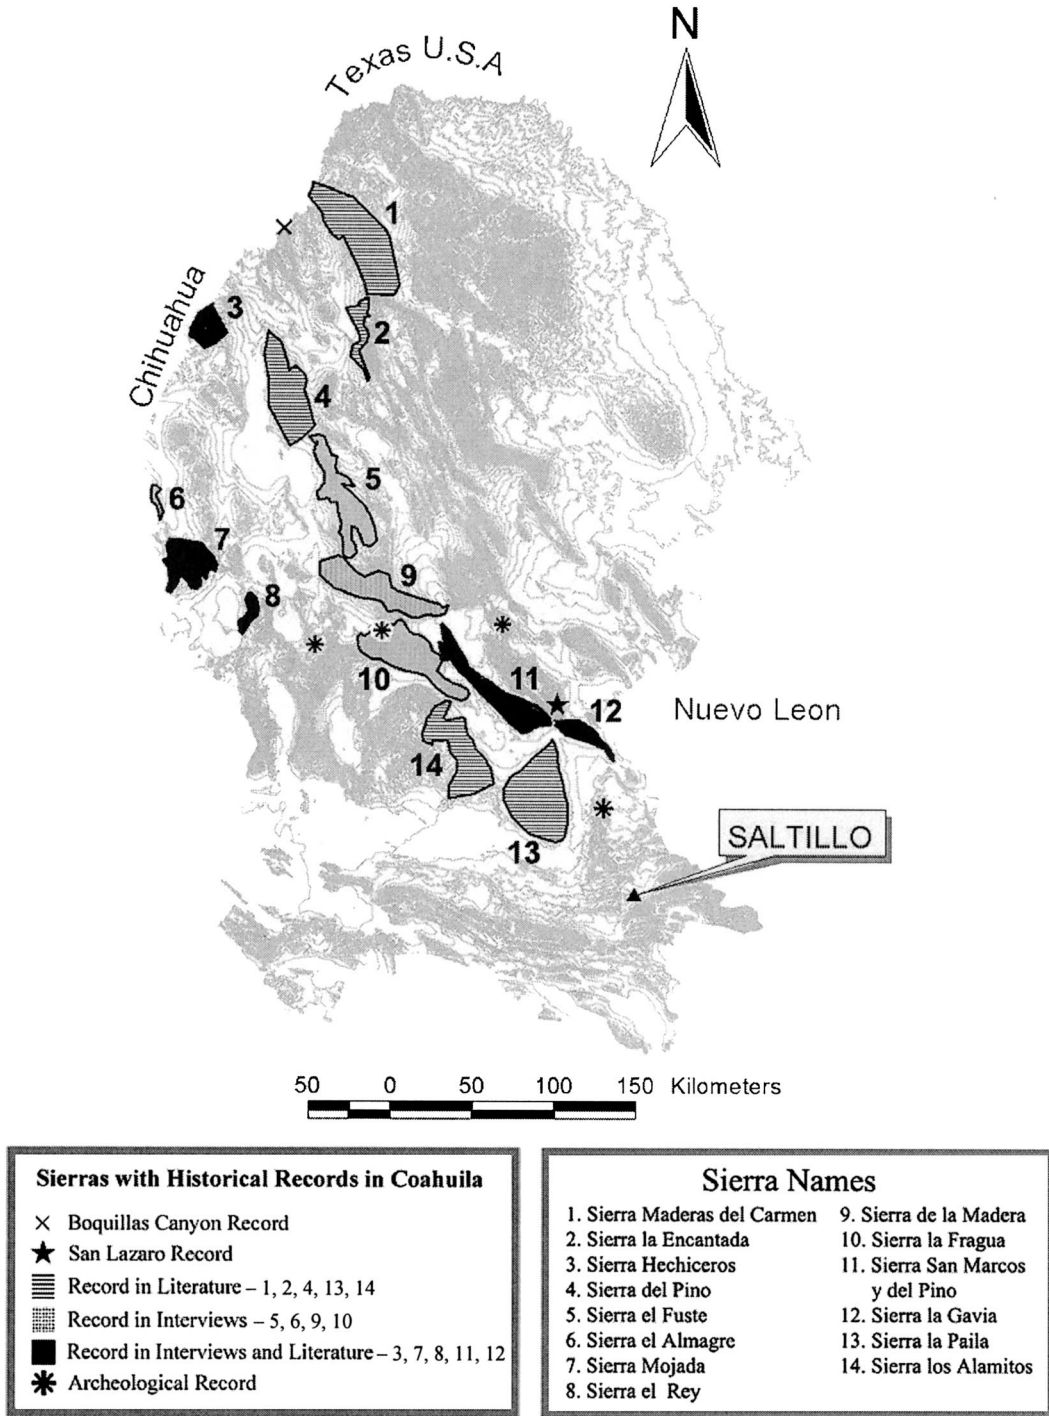 N
Texas U.S.A
1
Chihuahua
3
2
4
5
6
7
9
8
10
11
12
Nuevo Leon
14
13
SALTILLO
50 0 50 100 150 Kilometers
Sierras with Historical Records in Coahuila
Boquillas Canyon Record
San Lazaro Record
Record in Literature – 1, 2, 4, 13, 14
Record in Interviews – 5, 6, 9, 10
Record in Interviews and Literature – 3, 7, 8, 11, 12
Archeological Record
Sierra Names
1. Sierra Maderas del Carmen
2. Sierra la Encantada
3. Sierra Hechiceros
4. Sierra del Pino
5. Sierra el Fuste
6. Sierra el Almagre
7. Sierra Mojada
8. Sierra el Rey
9. Sierra de la Madera
10. Sierra la Fragua
11. Sierra San Marcos
y del Pino
12. Sierra la Gavia
13. Sierra la Paila
14. Sierra los Alamitos